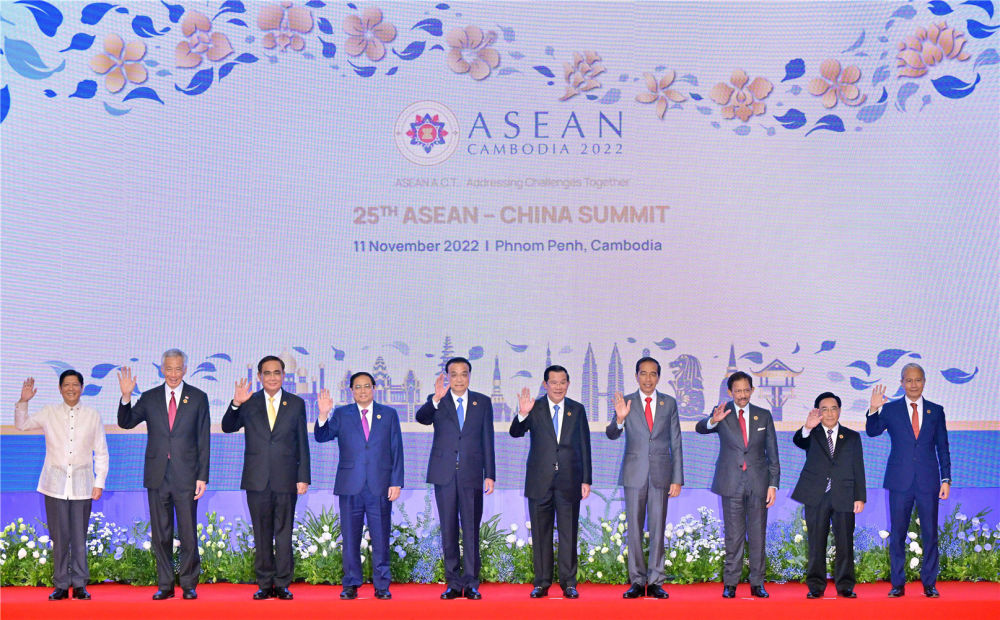 ASEAN
CAMBODIA 2022
ASEAN A.C.T.: Addressing Challenges Together
25TH ASEAN – CHINA SUMMIT
11 November 2022 | Phnom Penh, Cambodia